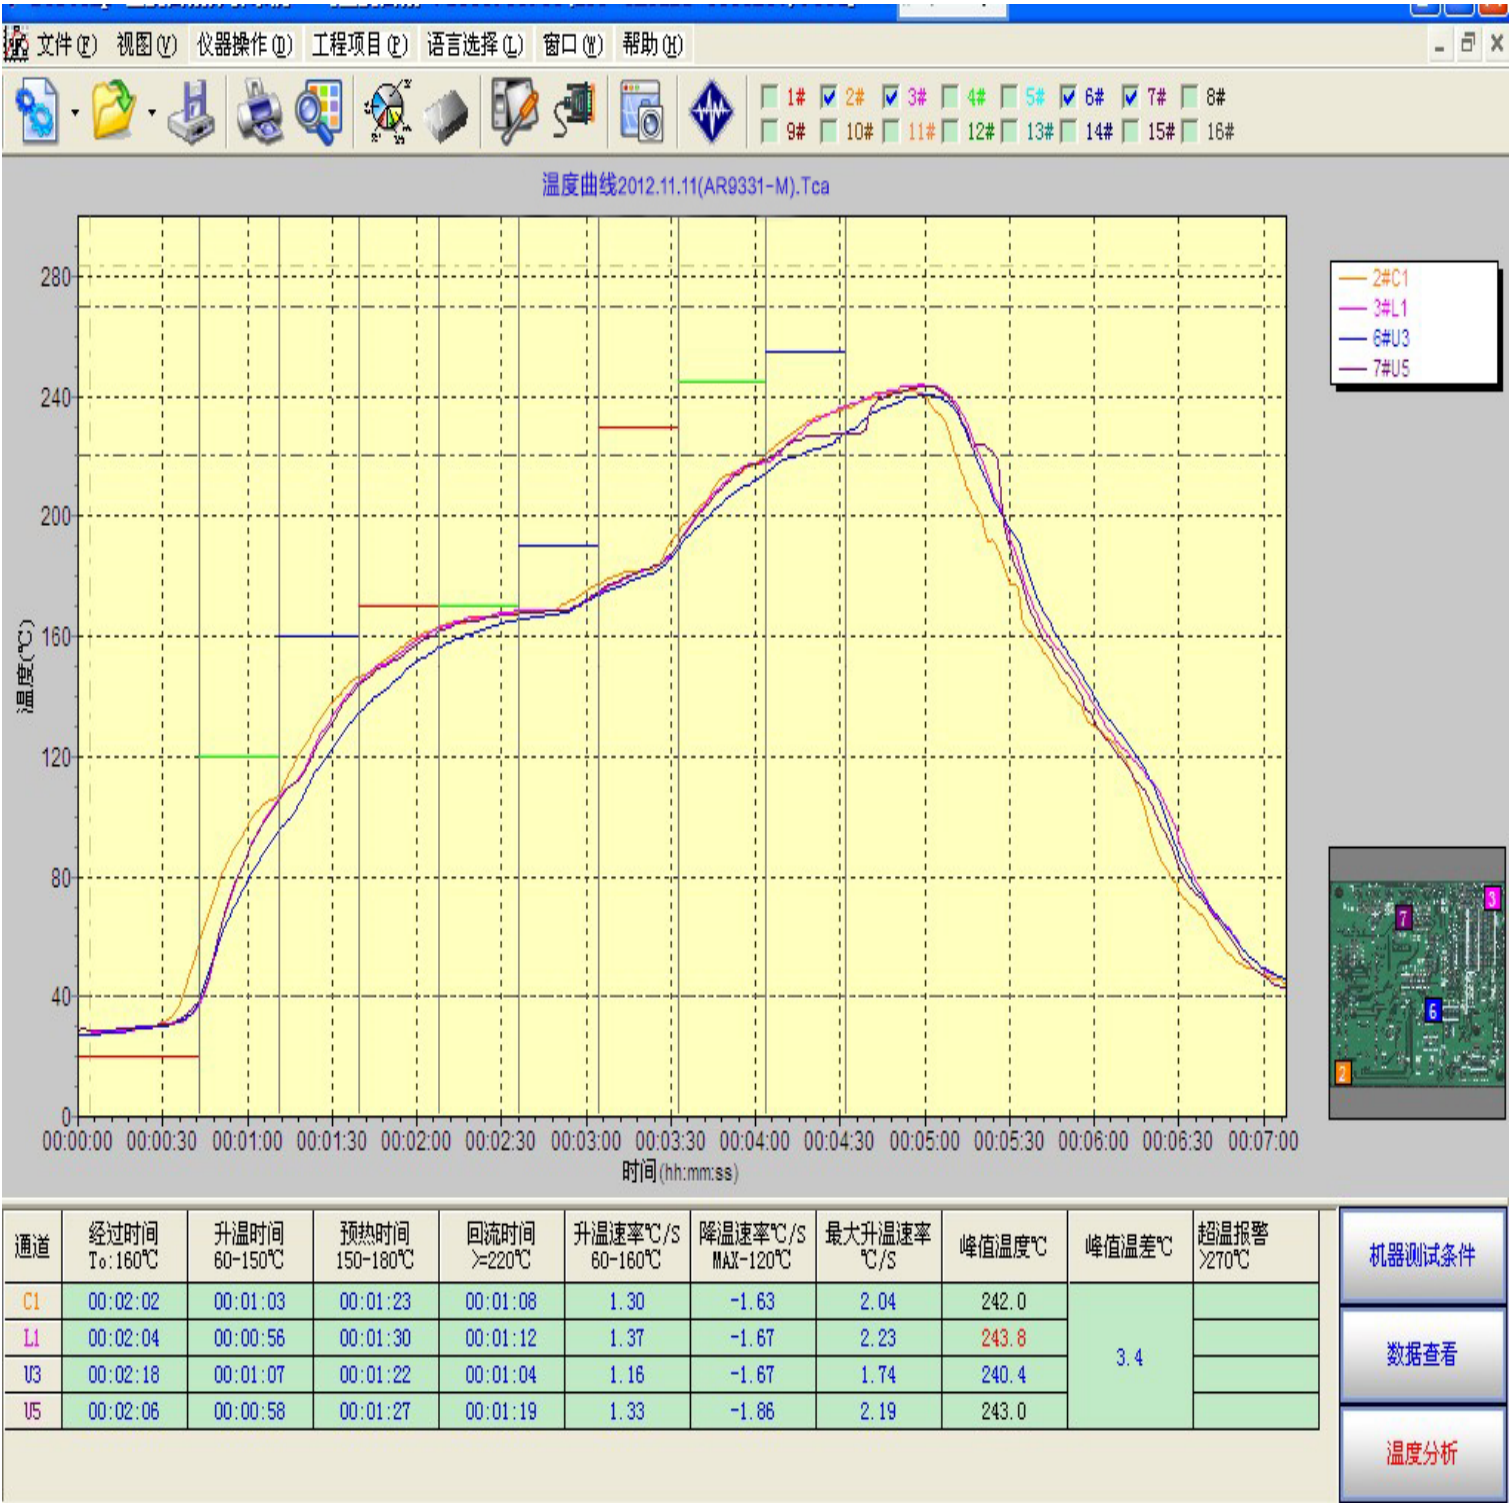 文件(F) 视图(V) 仪器操作(D) 工程项目(P) 语言选择(L) 窗口(W) 帮助(H)
1# 2# 3# 4# 5# 6# 7# 8#
9# 10# 11# 12# 13# 14# 15# 16#
温度曲线2012.11.11(AR9331-M).Tca
280
240
200
160
120
80
40
0
温度(℃)
00:00:00 00:00:30 00:01:00 00:01:30 00:02:00 00:02:30 00:03:00 00:03:30 00:04:00 00:04:30 00:05:00 00:05:30 00:06:00 00:06:30 00:07:00
时间(hh:mm:ss)
2#C1
3#L1
6#U3
7#U5
3
7
6
2
通道 经过时间 升温时间 预热时间 回流时间 升温速率℃/S 降温速率℃/S 最大升温速率 峰值温度℃ 峰值温差℃ 超温报警
To:160℃ 60-150℃ 150-180℃ >=220℃ 60-160℃ MAX-120℃ ℃/S >270℃
C1 00:02:02 00:01:03 00:01:23 00:01:08 1.30 -1.63 2.04 242.0
L1 00:02:04 00:00:56 00:01:30 00:01:12 1.37 -1.67 2.23 243.8
3.4
U3 00:02:18 00:01:07 00:01:22 00:01:04 1.16 -1.67 1.74 240.4
U5 00:02:06 00:00:58 00:01:27 00:01:19 1.33 -1.86 2.19 243.0
机器测试条件
数据查看
温度分析